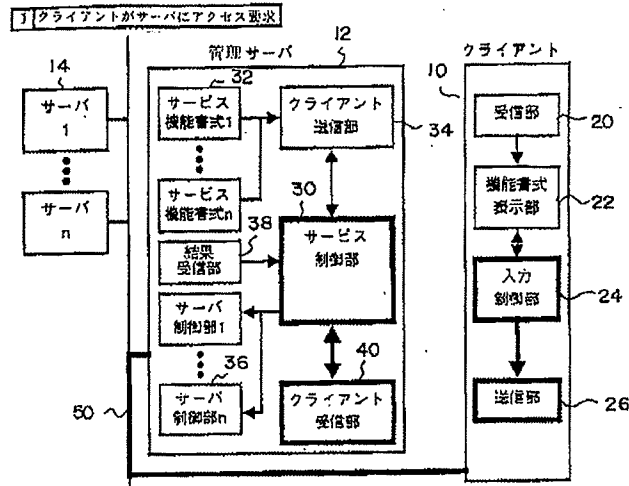 1 クライアントがサーバにアクセス要求
12
管理サーバ
クライアント
14
サーバ
1
サーバ
n
32
サービス
機能書式1
サービス
機能書式n
38
結果
受信部
サーバ
制御部1
36
サーバ
制御部n
クライアント
送信部
34
30
サービス
制御部
40
クライアント
受信部
10
受信部
20
機能書式
表示部
22
入力
制御部
24
送信部
26
50